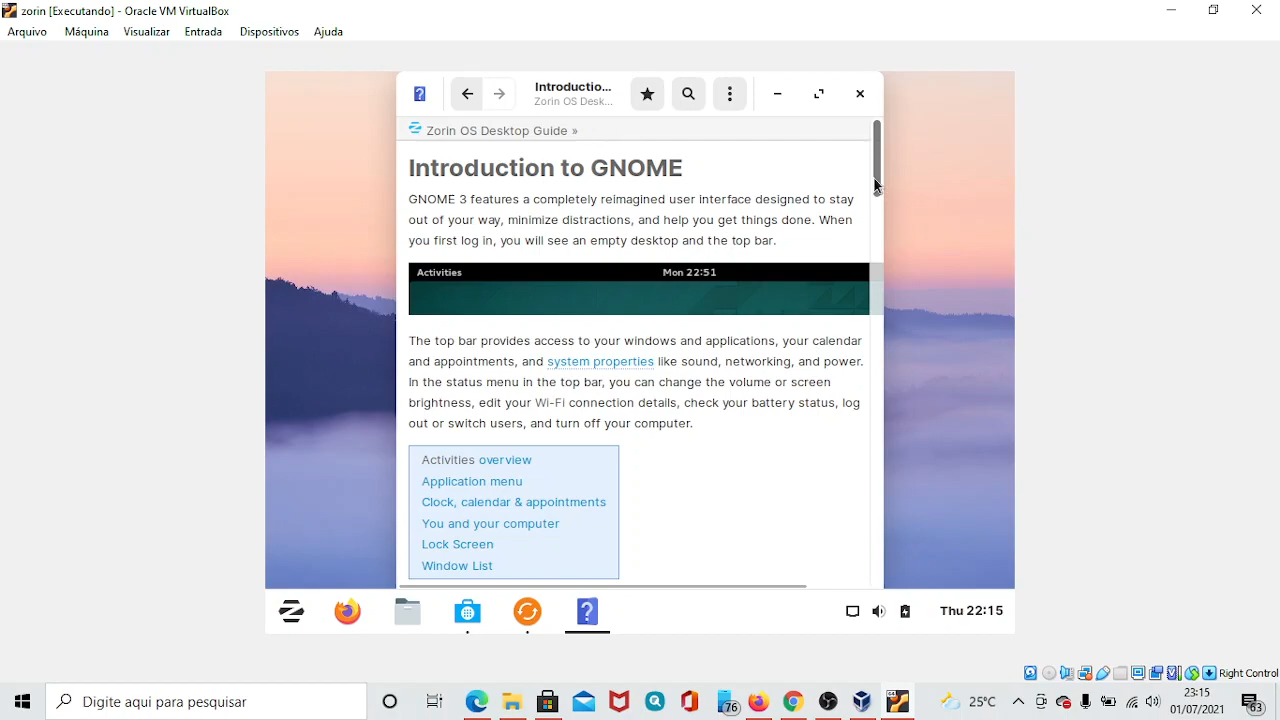 zorin [Executando] - Oracle VM VirtualBox
Arquivo Máquina Visualizar Entrada Dispositivos Ajuda
Introductio...
Zorin OS Desk...
Zorin OS Desktop Guide »
Introduction to GNOME
GNOME 3 features a completely reimagined user interface designed to stay
out of your way, minimize distractions, and help you get things done. When
you first log in, you will see an empty desktop and the top bar.
Activities Mon 22:51
The top bar provides access to your windows and applications, your calendar
and appointments, and system properties like sound, networking, and power.
In the status menu in the top bar, you can change the volume or screen
brightness, edit your Wi-Fi connection details, check your battery status, log
out or switch users, and turn off your computer.
Activities overview
Application menu
Clock, calendar & appointments
You and your computer
Lock Screen
Window List
Thu 22:15
Right Control
Digite aqui para pesquisar
76
25°C
23:15
01/07/2021
63